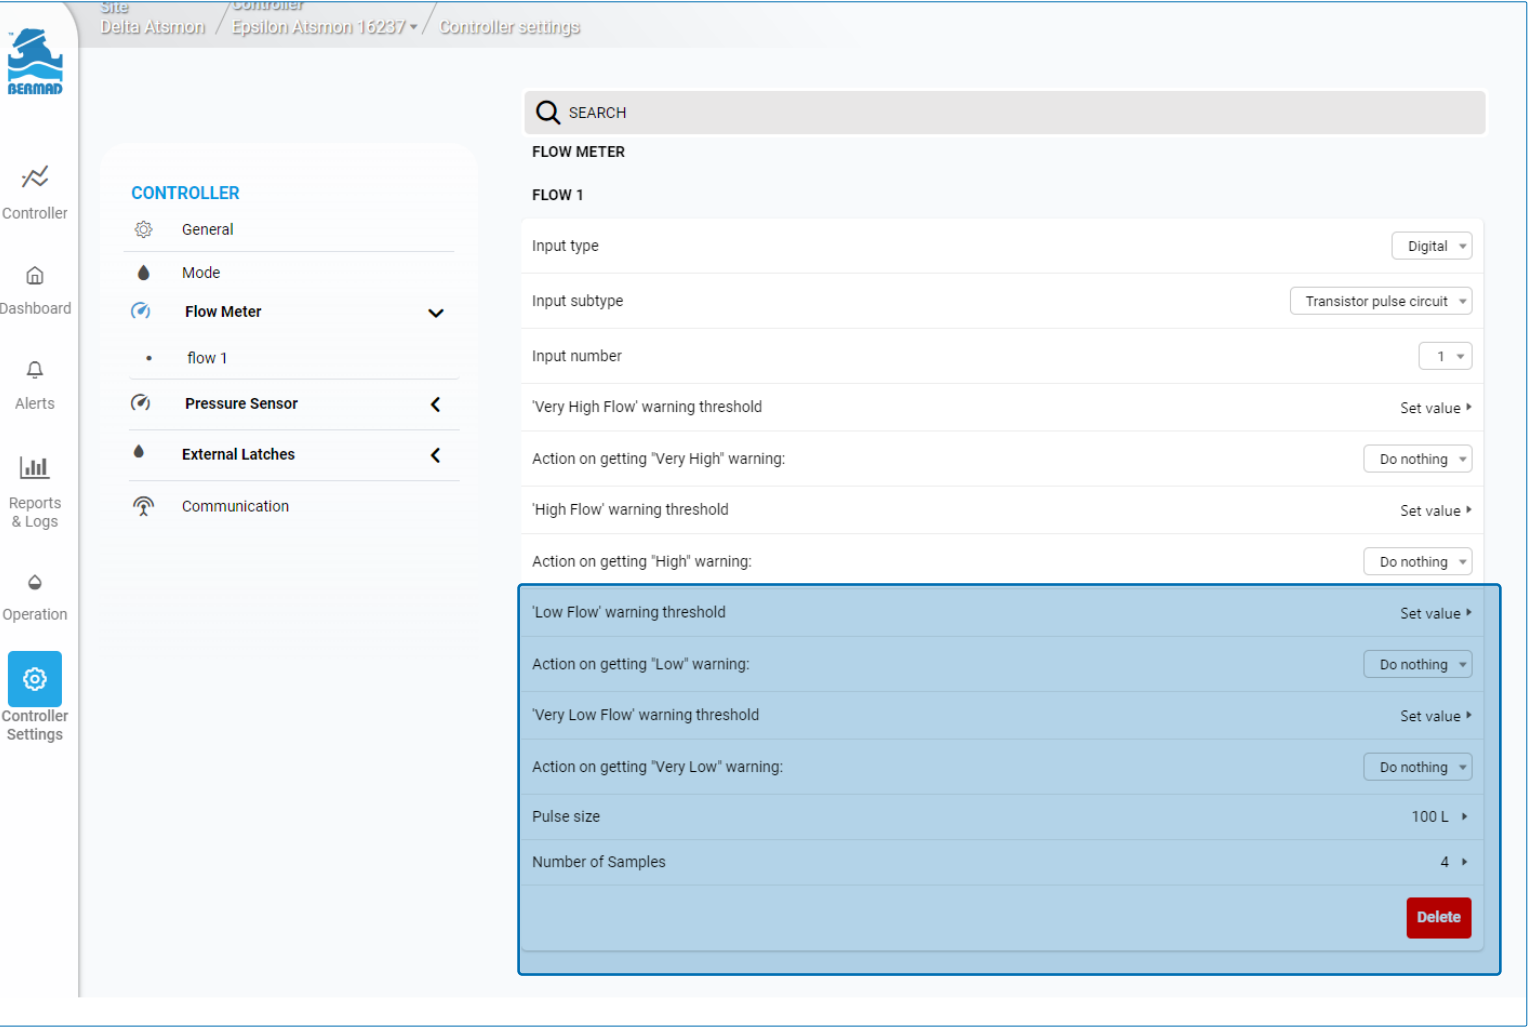 Site / Controller /
Delta Atsmon / Epsilon Atsmon 16237 / Controller settings
BERMAD
Controller
Dashboard
Alerts
Reports
& Logs
Operation
Controller
Settings
CONTROLLER
General
Mode
Flow Meter
flow 1
Pressure Sensor
External Latches
Communication
SEARCH
FLOW METER
FLOW 1
Input type Digital
Input subtype Transistor pulse circuit
Input number 1
'Very High Flow' warning threshold Set value
Action on getting "Very High" warning: Do nothing
'High Flow' warning threshold Set value
Action on getting "High" warning: Do nothing
'Low Flow' warning threshold Set value
Action on getting "Low" warning: Do nothing
'Very Low Flow' warning threshold Set value
Action on getting "Very Low" warning: Do nothing
Pulse size 100 L
Number of Samples 4
Delete